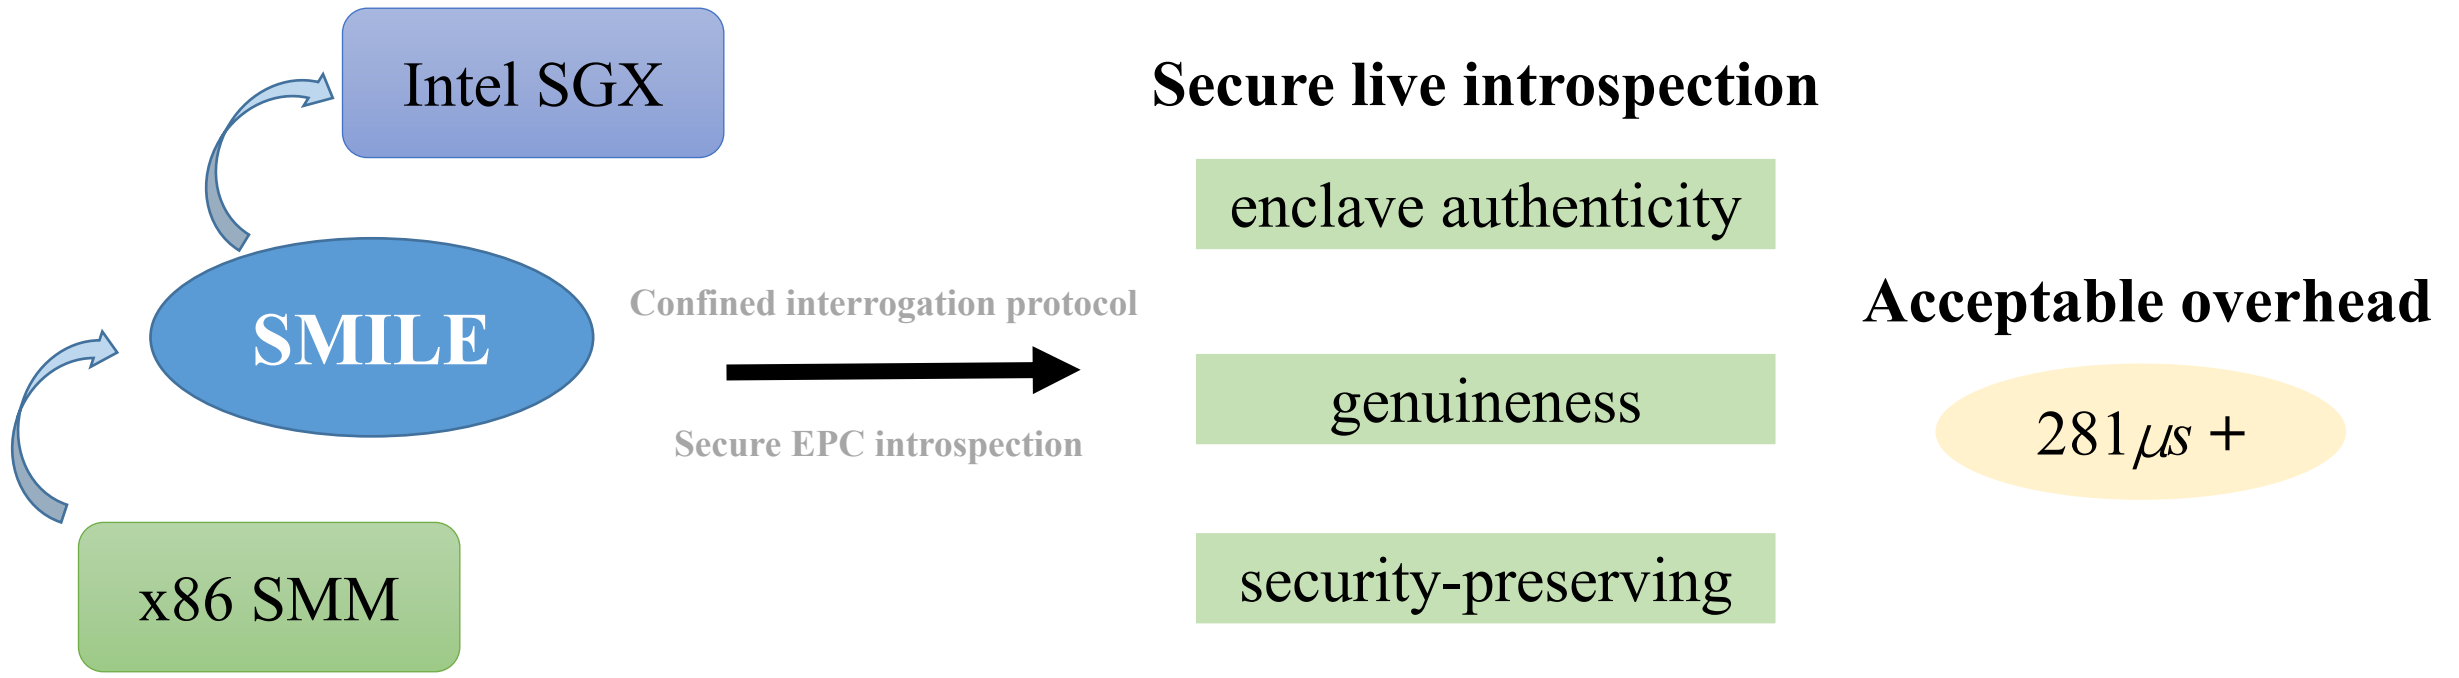 Intel SGX
SMILE
x86 SMM
Confined interrogation protocol
Secure EPC introspection
Secure live introspection
enclave authenticity
genuineness
security-preserving
Acceptable overhead
281μs +